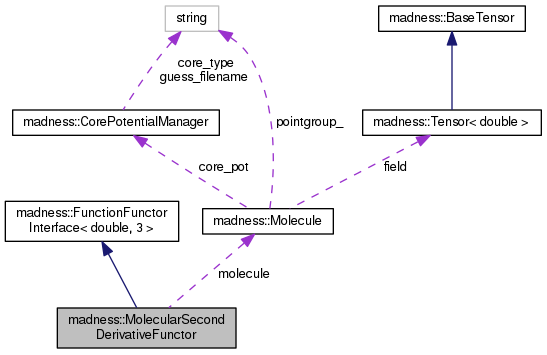 string
madness::BaseTensor
core_type
guess_filename
madness::CorePotentialManager
pointgroup_
madness::Tensor< double >
core_pot
field
madness::FunctionFunctor
Interface< double, 3 >
madness::Molecule
molecule
madness::MolecularSecond
DerivativeFunctor